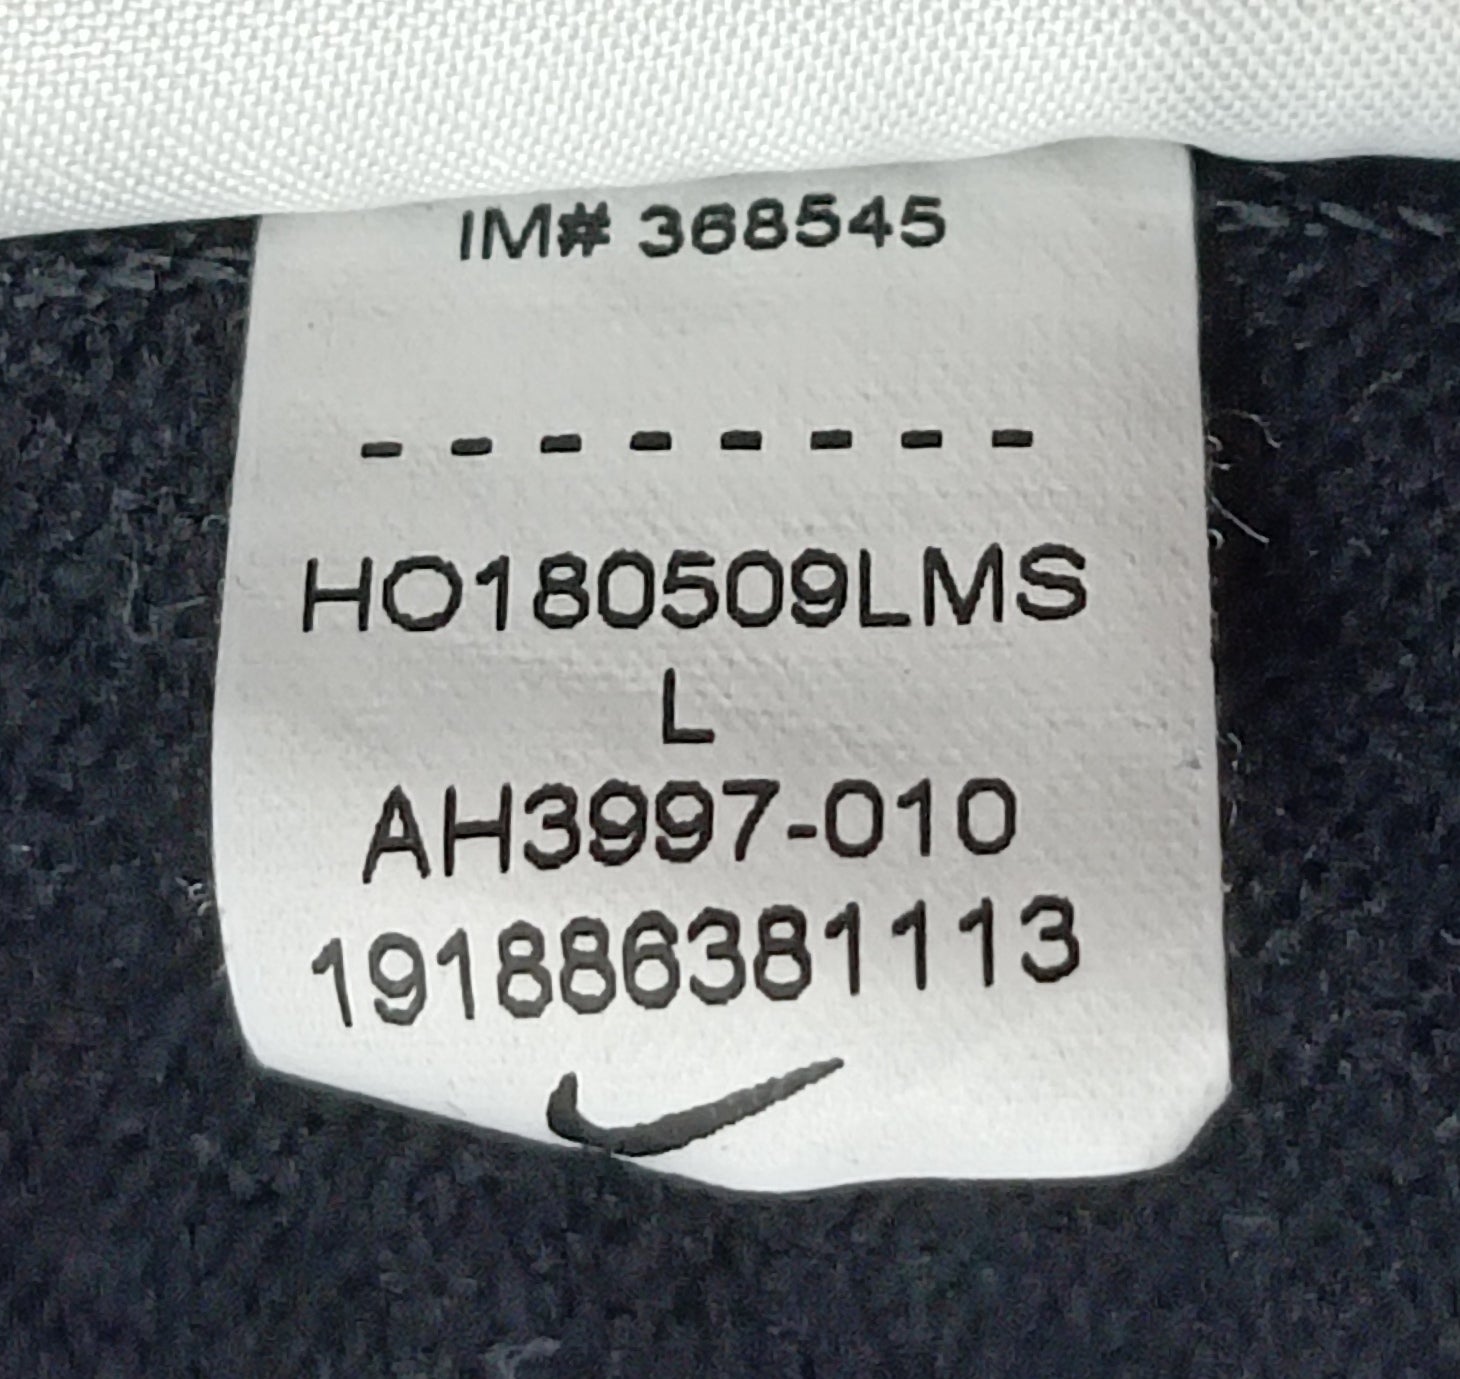 IM# 368545
- - - - - - - -
HO180509LMS
L
AH3997-010
191886381113